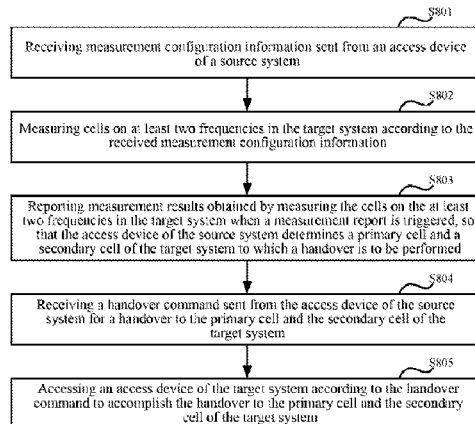 S801
Receiving measurement configuration information sent from an access device
of a source system
S802
Measuring cells on at least two frequencies in the target system according to the
received measurement configuration information
S803
Reporting measurement results obtained by measuring the cells on the at least
two frequencies in the target system when a measurement report is triggered, so
that the access device of the source system determines a primary cell and a
secondary cell of the target system to which a handover is to be performed
S804
Receiving a handover command sent from the access device of the source
system for a handover to the primary cell and the secondary cell of the
target system
S805
Accessing an access device of the target system according to the handover
command to accomplish the handover to the primary cell and the secondary
cell of the target system